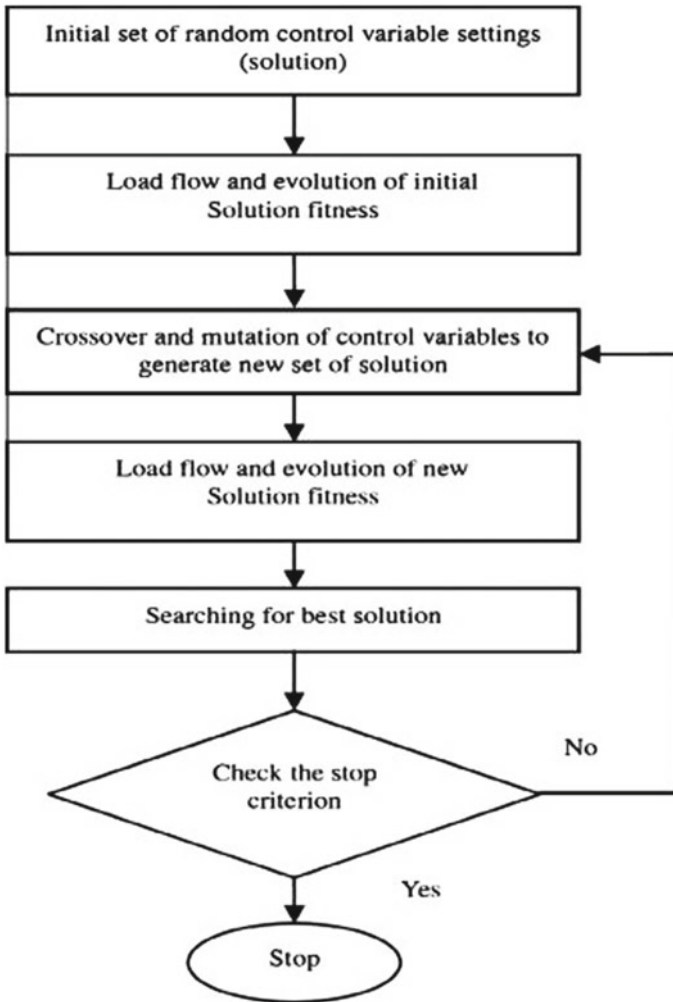 Initial set of random control variable settings
(solution)
Load flow and evolution of initial
Solution fitness
Crossover and mutation of control variables to
generate new set of solution
Load flow and evolution of new
Solution fitness
Searching for best solution
Check the stop
criterion
No
Yes
Stop